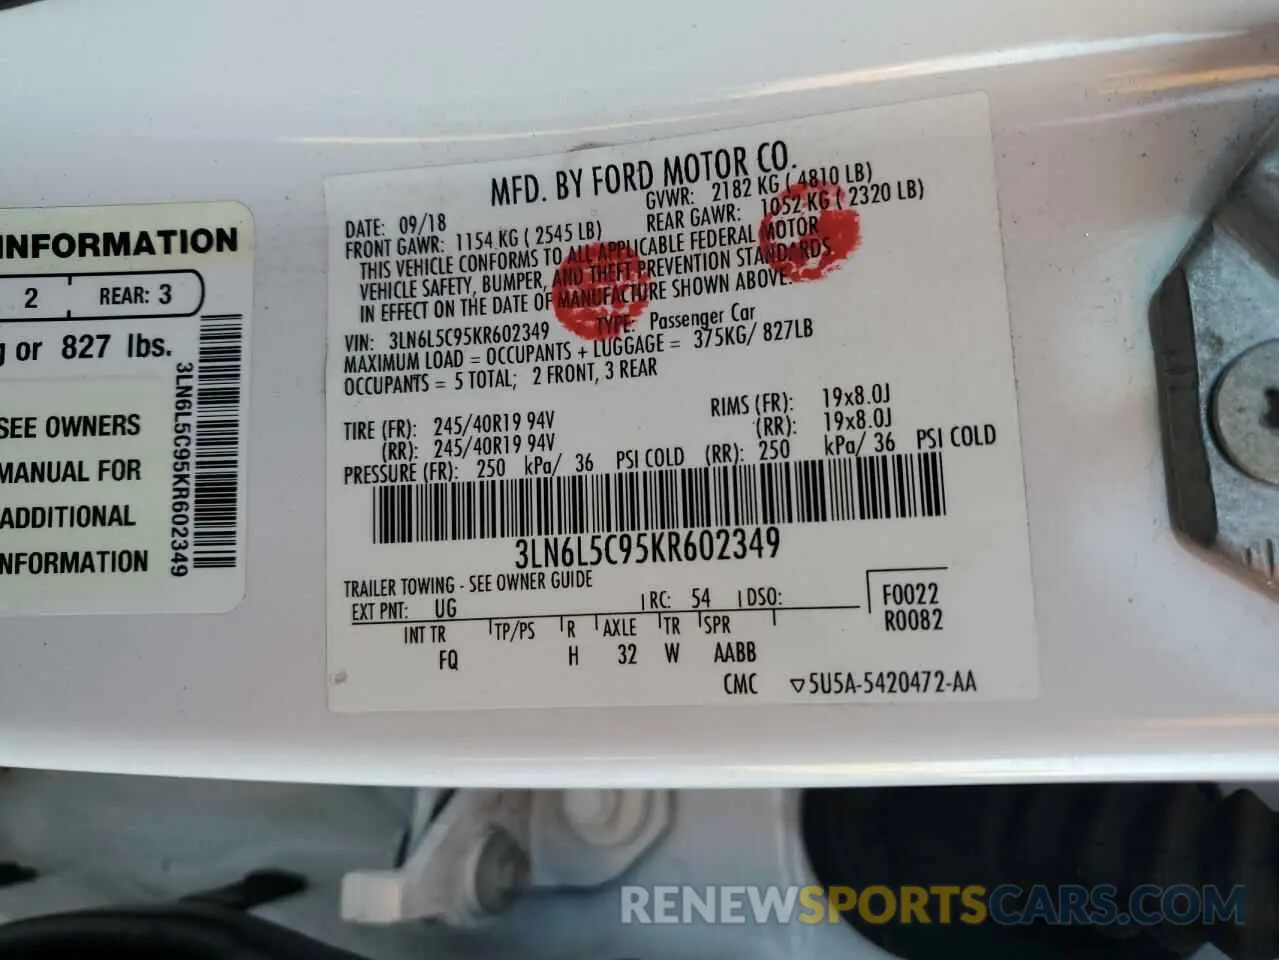 INFORMATION
2 REAR: 3
g or 827 lbs.
SEE OWNERS
MANUAL FOR
ADDITIONAL
INFORMATION
3LN6L5C95KR602349
MFD. BY FORD MOTOR CO.
DATE: 09/18 GVWR: 2182 KG ( 4810 LB)
FRONT GAWR: 1154 KG ( 2545 LB) REAR GAWR: 1052 KG ( 2320 LB)
THIS VEHICLE CONFORMS TO ALL APPLICABLE FEDERAL MOTOR
VEHICLE SAFETY, BUMPER, AND THEFT PREVENTION STANDARDS
IN EFFECT ON THE DATE OF MANUFACTURE SHOWN ABOVE.
VIN: 3LN6L5C95KR602349 TYPE: Passenger Car
MAXIMUM LOAD = OCCUPANTS + LUGGAGE = 375KG/ 827LB
OCCUPANTS = 5 TOTAL; 2 FRONT, 3 REAR
TIRE (FR): 245/40R19 94V RIMS (FR): 19x8.0J
(RR): 245/40R19 94V (RR): 19x8.0J
PRESSURE (FR): 250 kPa/ 36 PSI COLD (RR): 250 kPa/ 36 PSI COLD
3LN6L5C95KR602349
TRAILER TOWING - SEE OWNER GUIDE
EXT PNT: UG RC: 54 DSO: F0022
R0082
INT TR TP/PS R AXLE TR SPR
FQ H 32 W AABB
CMC ▽5U5A-5420472-AA
RENEWSPORTSCARS.COM